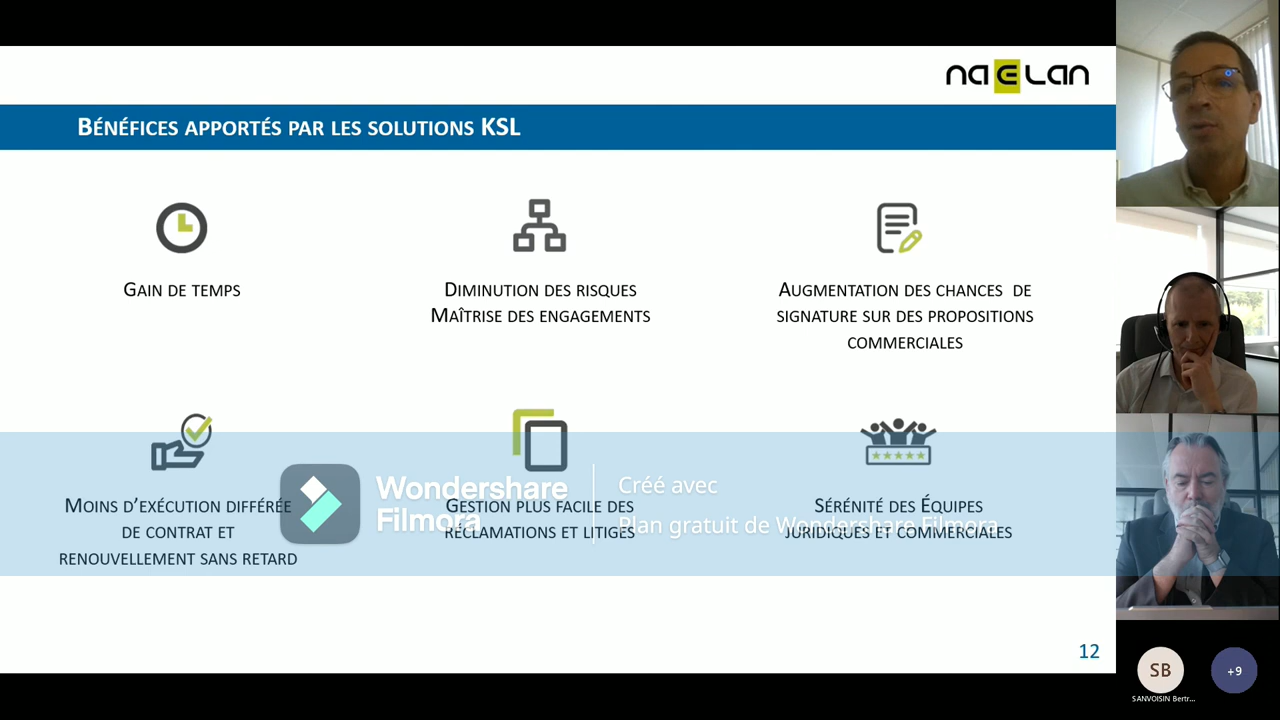 naeLan
Bénéfices apportés par les solutions KSL
Gain de temps
Diminution des risques
Maîtrise des engagements
Augmentation des chances de
signature sur des propositions
commerciales
Moins d’exécution différée
de contrat et
renouvellement sans retard
Gestion plus facile des
réclamations et litiges
Sérénité des Équipes
juridiques et commerciales
Wondershare
Filmora
Créé avec
Plan gratuit de Wondershare Filmora
12
SB
+9
SANVOISIN Bertr...